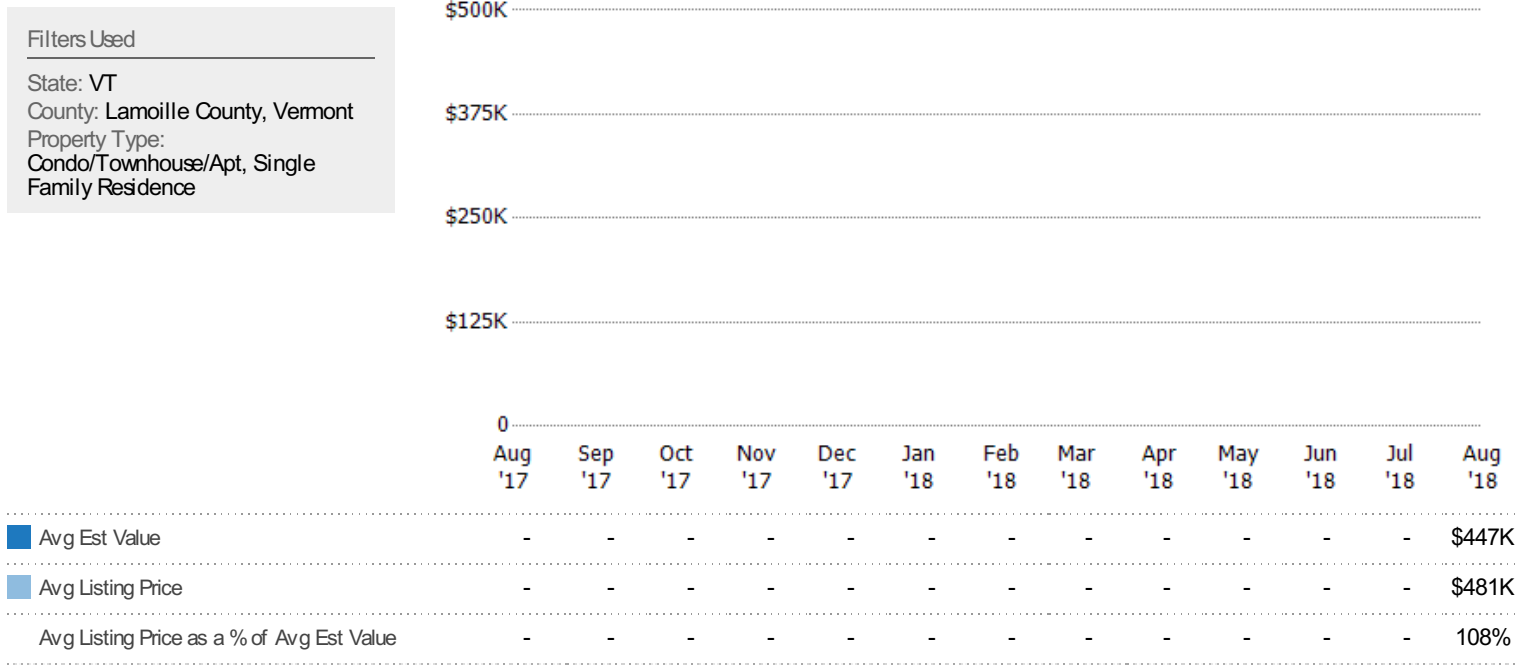 Filters Used
State: VT
County: Lamoille County, Vermont
Property Type:
Condo/Townhouse/Apt, Single
Family Residence
$500K
$375K
$250K
$125K
0
Aug Sep Oct Nov Dec Jan Feb Mar Apr May Jun Jul Aug
'17 '17 '17 '17 '17 '18 '18 '18 '18 '18 '18 '18 '18
Avg Est Value - - - - - - - - - - - - $447K
Avg Listing Price - - - - - - - - - - - - $481K
Avg Listing Price as a % of Avg Est Value - - - - - - - - - - - - 108%